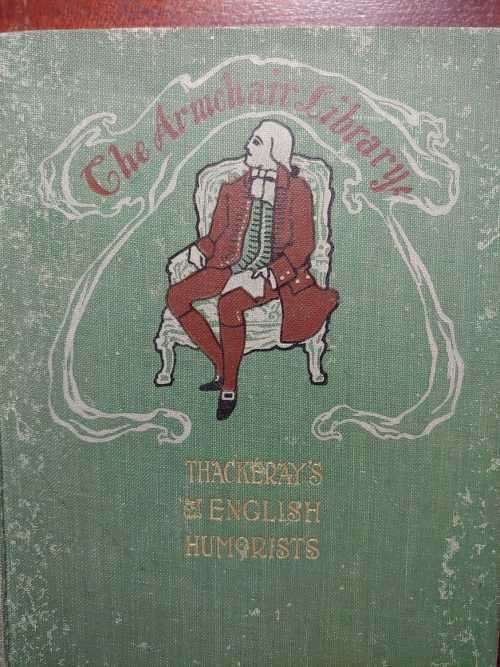 The Armchair Library
THACKERAY'S
ENGLISH
HUMORISTS